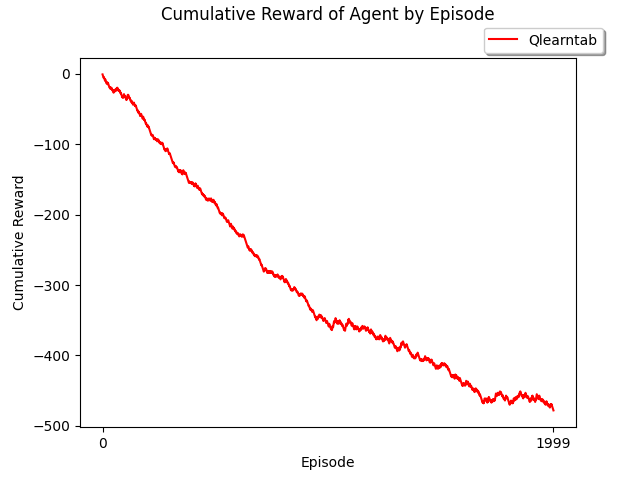 Cumulative Reward of Agent by Episode
Qlearntab
0
−100
−200
−300
−400
−500
Cumulative Reward
0
1999
Episode